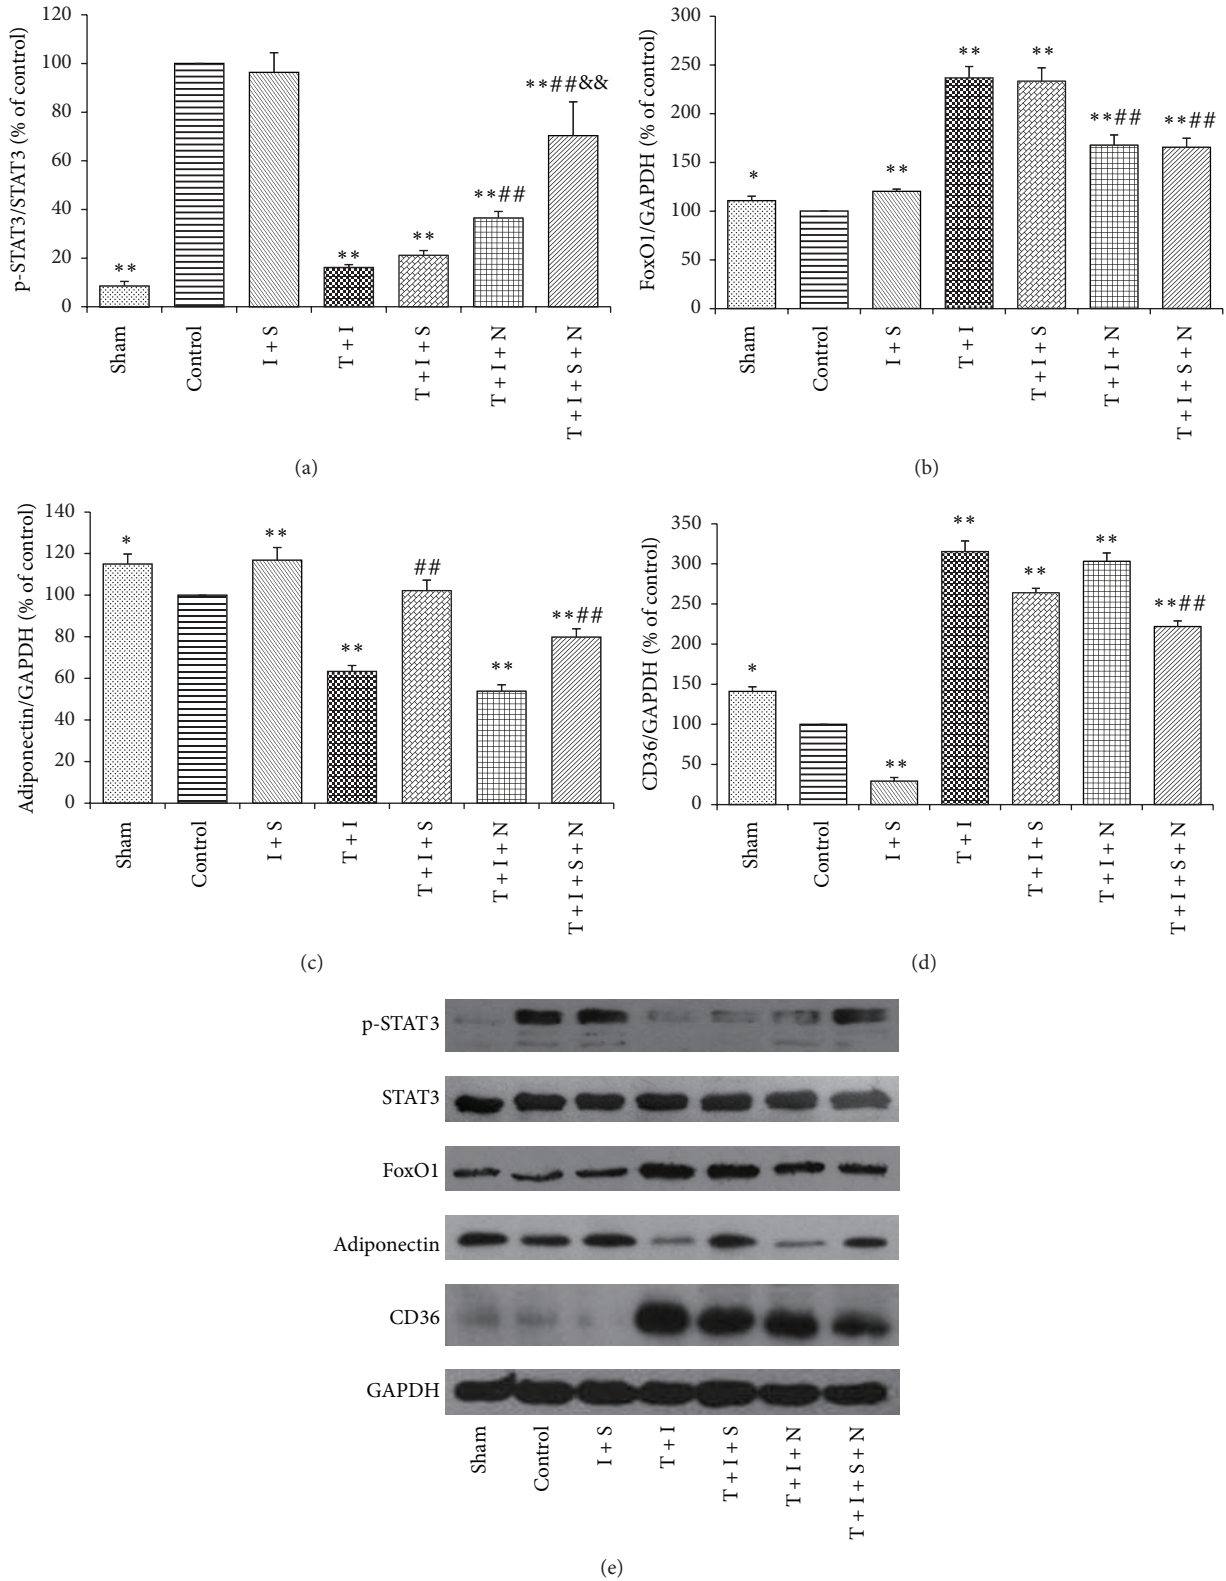 p-STAT3/STAT3 (% of control)
120
100
80
60
40
20
0
**
**
**
**##
**##&&
Sham
Control
I + S
T + I
T + I + S
T + I + N
T + I + S + N
(a)
FoxO1/GAPDH (% of control)
300
250
200
150
100
50
0
*
**
**
**
**##
**##
Sham
Control
I + S
T + I
T + I + S
T + I + N
T + I + S + N
(b)
Adiponectin/GAPDH (% of control)
140
120
100
80
60
40
20
0
*
**
**
##
**
**##
Sham
Control
I + S
T + I
T + I + S
T + I + N
T + I + S + N
(c)
CD36/GAPDH (% of control)
350
300
250
200
150
100
50
0
*
**
**
**
**
**##
Sham
Control
I + S
T + I
T + I + S
T + I + N
T + I + S + N
(d)
p-STAT3
STAT3
FoxO1
Adiponectin
CD36
GAPDH
Sham
Control
I + S
T + I
T + I + S
T + I + N
T + I + S + N
(e)